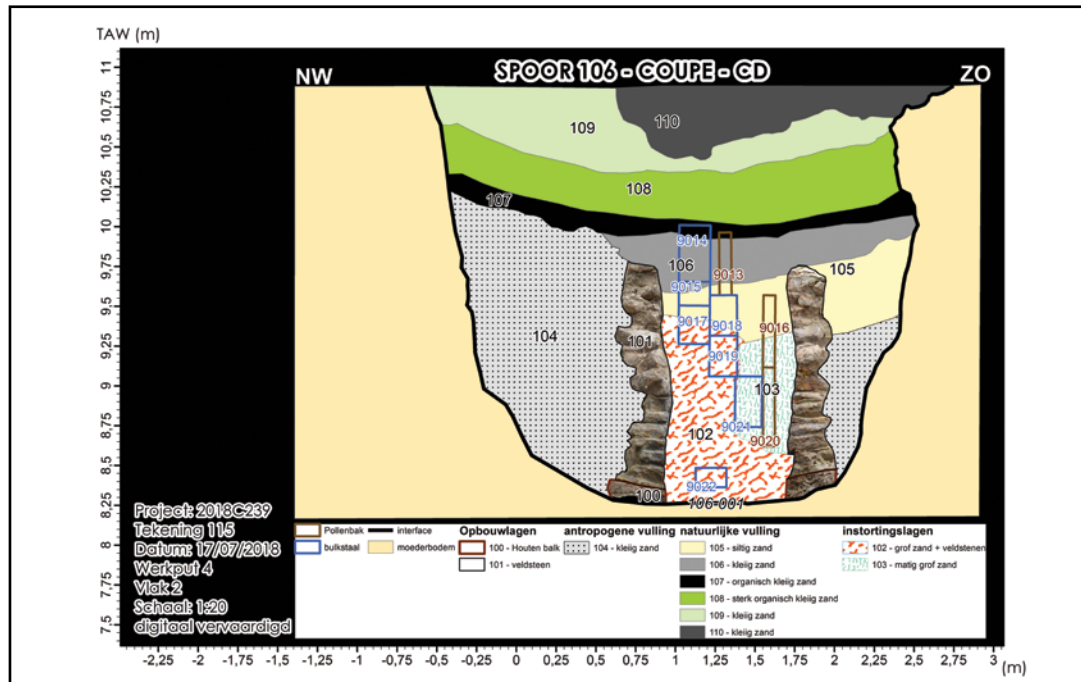 TAW (m)
NW
SPOOR 106 - COUPE - CD
ZO
11
10,75
10,5
10,25
10
9,75
9,5
9,25
9
8,75
8,5
8,25
8
7,75
7,5
110
109
108
107
9014
106
9013
105
9015
9016
9017
9018
101
104
9019
103
102
9021
9020
9022
100
106-001
Project: 2018C239
Tekening 115
Datum: 17/07/2018
Werkput 4
Vlak 2
Schaal: 1:20
digitaal vervaardigd
Pollenbak
bulkstaal
interface
moederbodem
Opbouwlagen
100 - Houten balk
101 - veldsteen
antropogene vulling
104 - kleiig zand
natuurlijke vulling
105 - siltig zand
106 - kleiig zand
107 - organisch kleiig zand
108 - sterk organisch kleiig zand
109 - kleiig zand
110 - kleiig zand
instortingslagen
102 - grof zand + veldstenen
103 - matig grof zand
-2,25 -2 -1,75 -1,5 -1,25 -1 -0,75 -0,5 -0,25 0 0,25 0,5 0,75 1 1,25 1,5 1,75 2 2,25 2,5 2,75 3
(m)